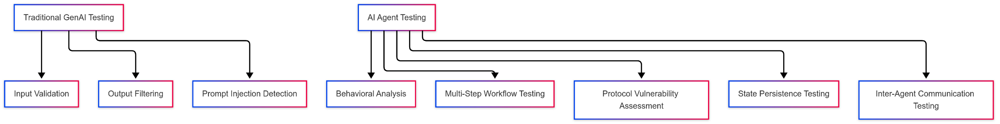 Traditional GenAI Testing
AI Agent Testing
Input Validation
Output Filtering
Prompt Injection Detection
Behavioral Analysis
Multi-Step Workflow Testing
Protocol Vulnerability
Assessment
State Persistence Testing
Inter-Agent Communication
Testing